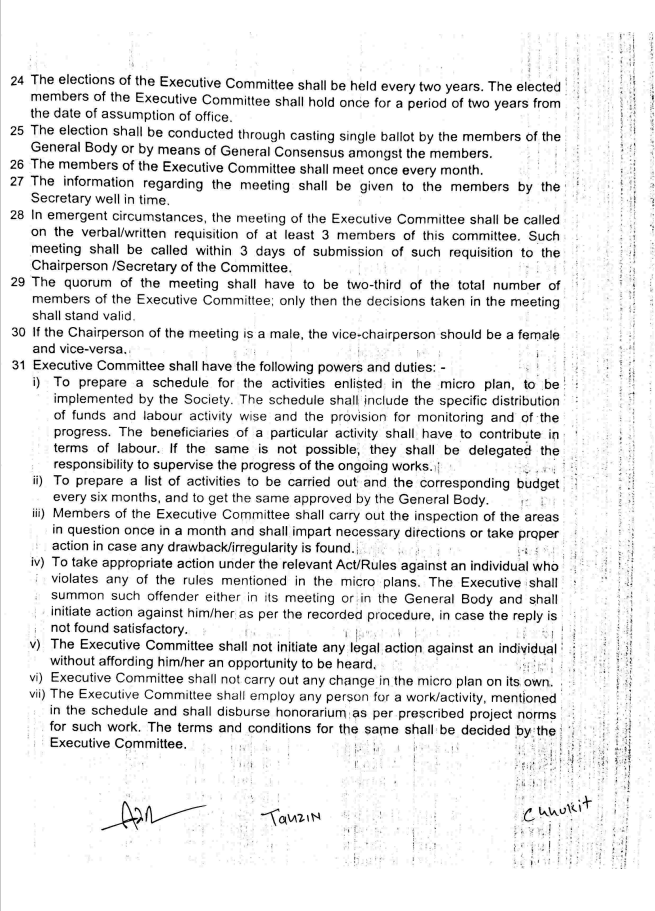 24 The elections of the Executive Committee shall be held every two years. The elected
members of the Executive Committee shall hold once for a period of two years from
the date of assumption of office.
25 The election shall be conducted through casting single ballot by the members of the
General Body or by means of General Consensus amongst the members.
26 The members of the Executive Committee shall meet once every month.
27 The information regarding the meeting shall be given to the members by the
Secretary well in time.
28 In emergent circumstances, the meeting of the Executive Committee shall be called
on the verbal/written requisition of at least 3 members of this committee. Such
meeting shall be called within 3 days of submission of such requisition to the
Chairperson /Secretary of the Committee.
29 The quorum of the meeting shall have to be two-third of the total number of
members of the Executive Committee; only then the decisions taken in the meeting
shall stand valid.
30 If the Chairperson of the meeting is a male, the vice-chairperson should be a female
and vice-versa.
31 Executive Committee shall have the following powers and duties: -
i) To prepare a schedule for the activities enlisted in the micro plan, to be
implemented by the Society. The schedule shall include the specific distribution
of funds and labour activity wise and the provision for monitoring and of the
progress. The beneficiaries of a particular activity shall have to contribute in
terms of labour. If the same is not possible, they shall be delegated the
responsibility to supervise the progress of the ongoing works.
ii) To prepare a list of activities to be carried out and the corresponding budget
every six months, and to get the same approved by the General Body.
iii) Members of the Executive Committee shall carry out the inspection of the areas
in question once in a month and shall impart necessary directions or take proper
action in case any drawback/irregularity is found.
iv) To take appropriate action under the relevant Act/Rules against an individual who
violates any of the rules mentioned in the micro plans. The Executive shall
summon such offender either in its meeting or in the General Body and shall
initiate action against him/her as per the recorded procedure, in case the reply is
not found satisfactory.
v) The Executive Committee shall not initiate any legal action against an individual
without affording him/her an opportunity to be heard.
vi) Executive Committee shall not carry out any change in the micro plan on its own.
vii) The Executive Committee shall employ any person for a work/activity, mentioned
in the schedule and shall disburse honorarium as per prescribed project norms
for such work. The terms and conditions for the same shall be decided by the
Executive Committee.
Tanzin
Chhukit